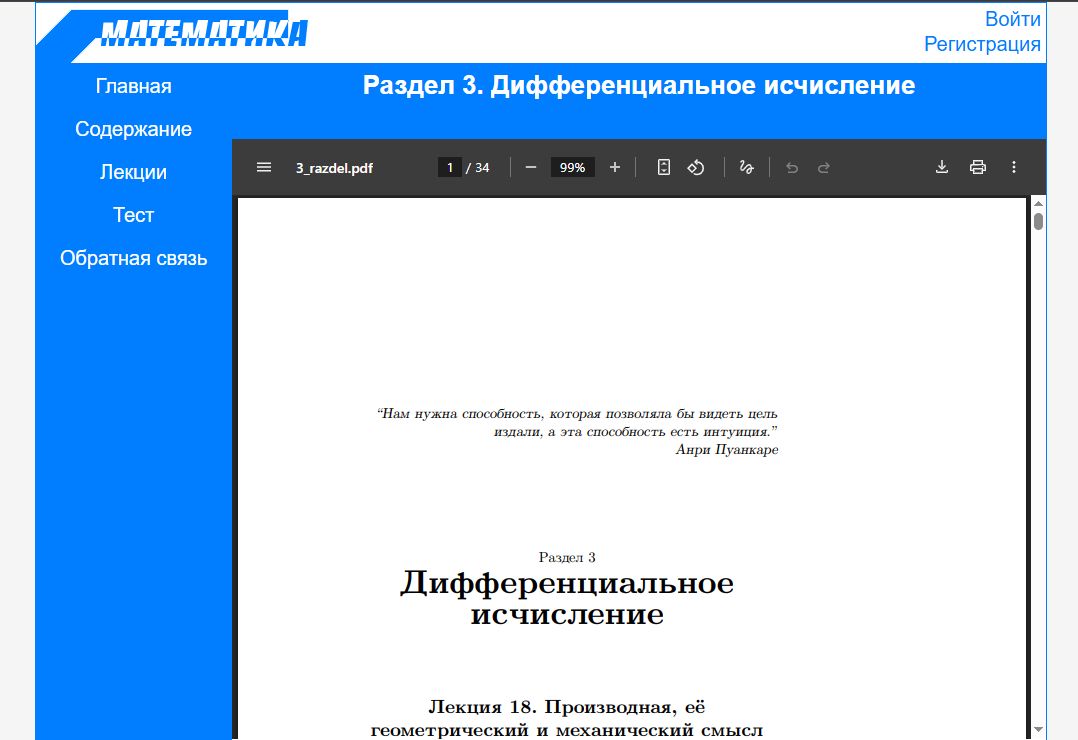 МАТЕМАТИКА
Войти
Регистрация
Главная
Содержание
Лекции
Тест
Обратная связь
Раздел 3. Дифференциальное исчисление
3_razdel.pdf
1 / 34
99%
“Нам нужна способность, которая позволяла бы видеть цель
издали, а эта способность есть интуиция.”
Анри Пуанкаре
Раздел 3
Дифференциальное
исчисление
Лекция 18. Производная, её
геометрический и механический смысл